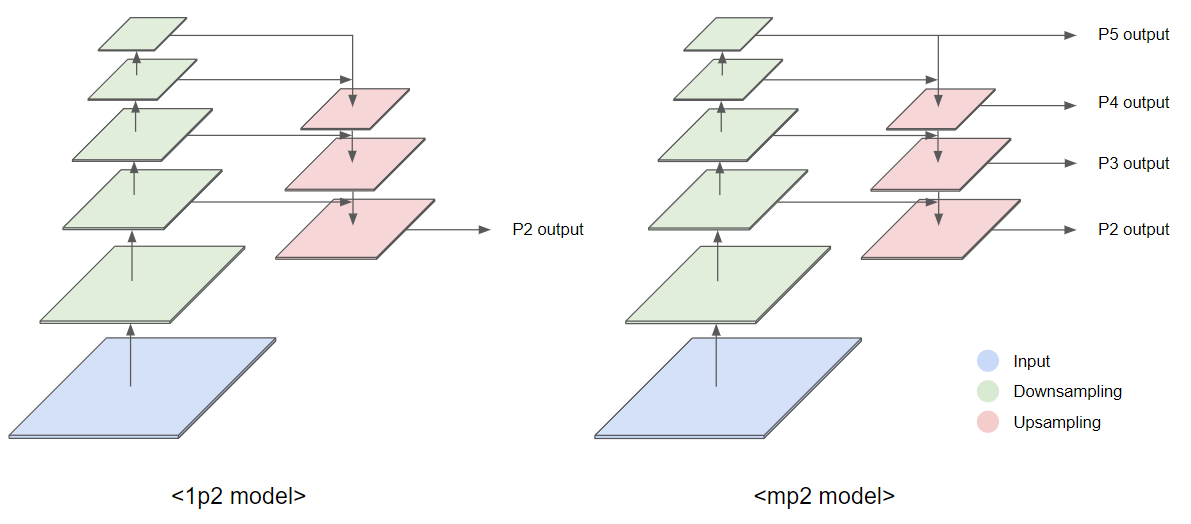 P2 output
<1p2 model>
P5 output
P4 output
P3 output
P2 output
Input
Downsampling
Upsampling
<mp2 model>